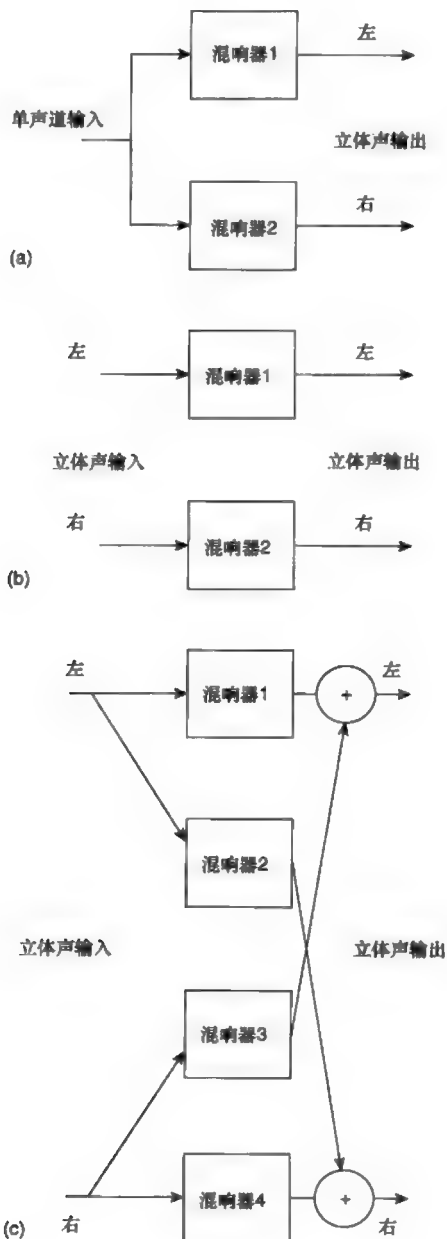 混响器1
左
单声道输入
立体声输出
混响器2
右
(a)
左
混响器1
左
立体声输入
立体声输出
右
混响器2
右
(b)
左
混响器1
+
左
混响器2
立体声输入
立体声输出
混响器3
混响器4
+
(c)
右
右